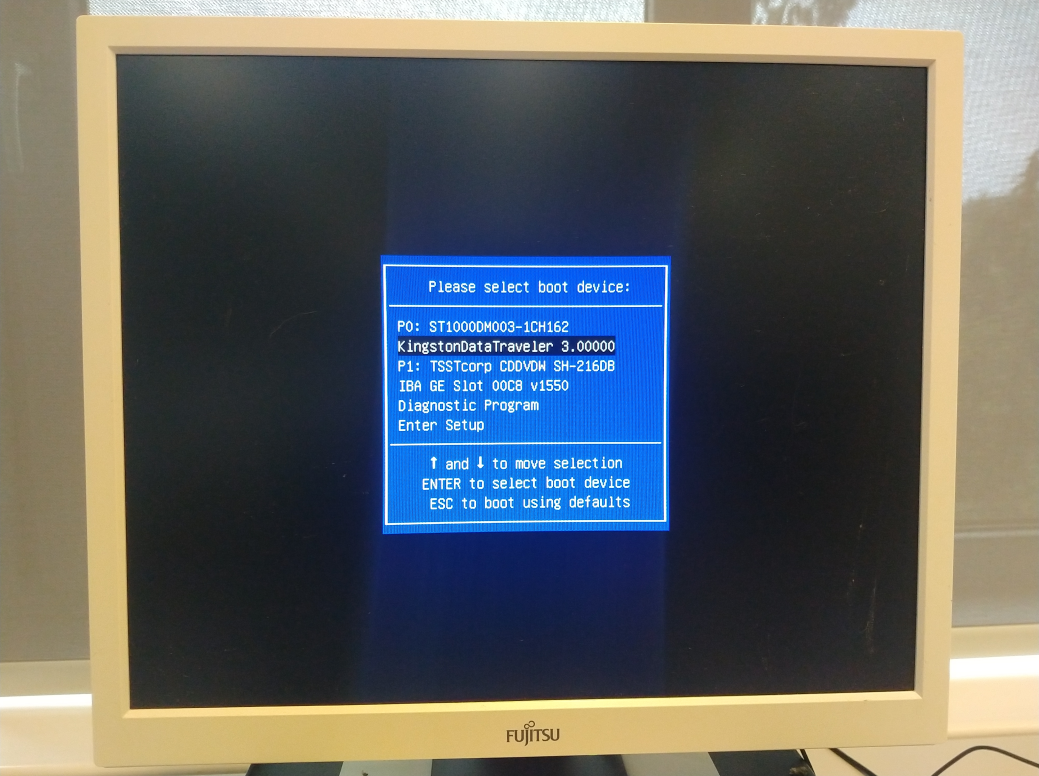 Please select boot device:
P0: ST1000DM003-1CH162
KingstonDataTraveler 3.00000
P1: TSSTcorp CDDVDW SH-216DB
IBA GE Slot 00C8 v1550
Diagnostic Program
Enter Setup
↑ and ↓ to move selection
ENTER to select boot device
ESC to boot using defaults
FUJITSU